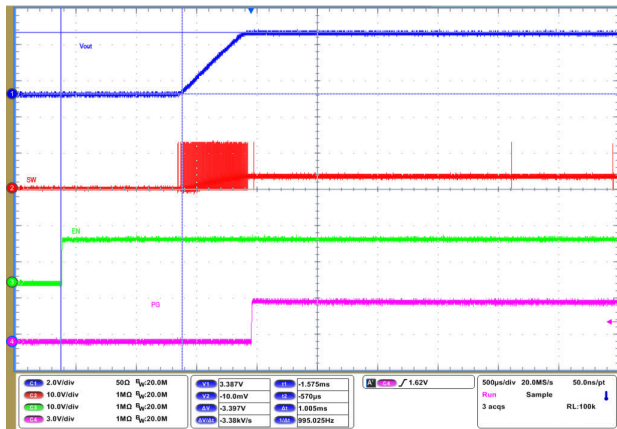 Vout
1
SW
2
EN
3
PG
4
C1 2.0V/div 50Ω BW:20.0M
C2 10.0V/div 1MΩ BW:20.0M
C3 10.0V/div 1MΩ BW:20.0M
C4 3.0V/div 1MΩ BW:20.0M
V1 3.387V
V2 -10.0mV
ΔV -3.397V
ΔV/Δt -3.38kV/s
t1 -1.575ms
t2 -570µs
Δt 1.005ms
1/Δt 995.025Hz
A' C4 1.62V
500µs/div 20.0MS/s 50.0ns/pt
Run Sample
3 acqs RL:100k